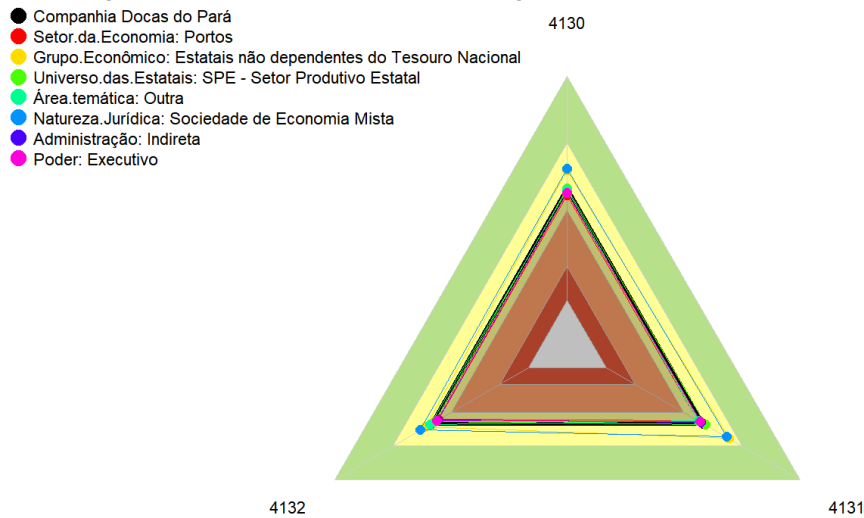 Companhia Docas do Pará
Setor.da.Economia: Portos
Grupo.Econômico: Estatais não dependentes do Tesouro Nacional
Universo.das.Estatais: SPE - Setor Produtivo Estatal
Área.temática: Outra
Natureza.Jurídica: Sociedade de Economia Mista
Administração: Indireta
Poder: Executivo
4130
4132
4131